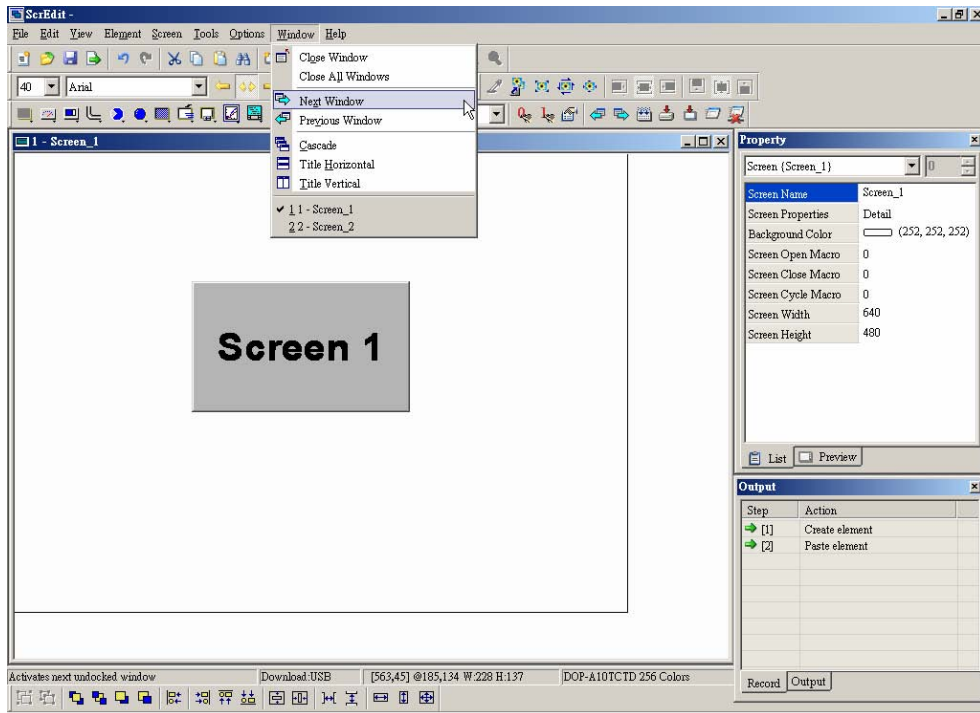 ScrEdit -
File Edit View Element Screen Tools Options Window Help
Close Window
Close All Windows
40 Arial
Next Window
Previous Window
Cascade
Title Horizontal
Title Vertical
1 1 - Screen_1
2 2 - Screen_2
1 - Screen_1
Screen 1
Property
Screen {Screen_1} 0
Screen Name Screen_1
Screen Properties Detail
Background Color (252, 252, 252)
Screen Open Macro 0
Screen Close Macro 0
Screen Cycle Macro 0
Screen Width 640
Screen Height 480
List Preview
Output
Step Action
[1] Create element
[2] Paste element
Record Output
Activates next undocked window Download:USB [563,45] @185,134 W:228 H:137 DOP-A10TCTD 256 Colors